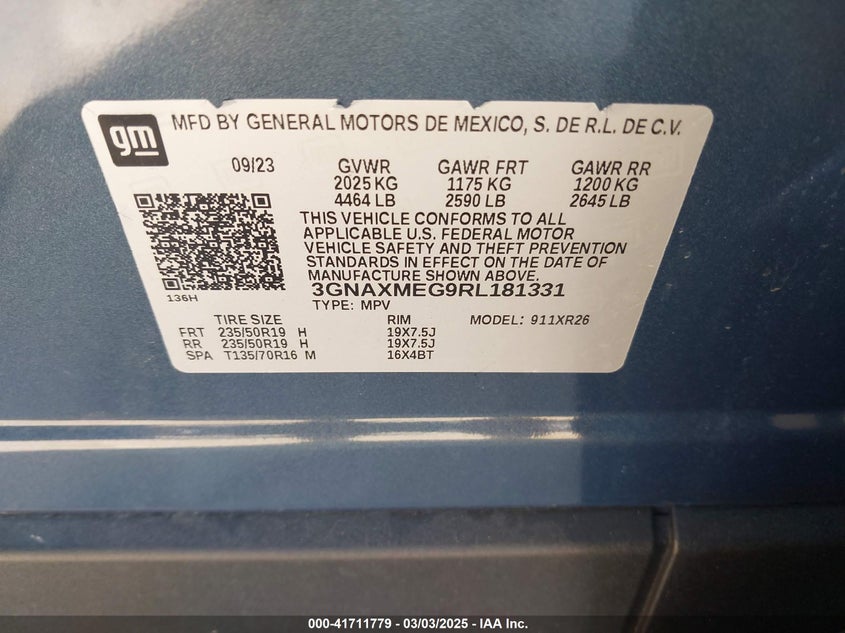 gm
MFD BY GENERAL MOTORS DE MEXICO, S. DE R.L. DE C.V.
09/23 GVWR GAWR FRT GAWR RR
2025 KG 1175 KG 1200 KG
4464 LB 2590 LB 2645 LB
THIS VEHICLE CONFORMS TO ALL
APPLICABLE U.S. FEDERAL MOTOR
VEHICLE SAFETY AND THEFT PREVENTION
STANDARDS IN EFFECT ON THE DATE OF
MANUFACTURE SHOWN ABOVE.
136H
3GNAXMEG9RL181331
TYPE: MPV
TIRE SIZE RIM MODEL: 911XR26
FRT 235/50R19 H 19X7.5J
RR 235/50R19 H 19X7.5J
SPA T135/70R16 M 16X4BT
000-41711779 - 03/03/2025 - IAA Inc.